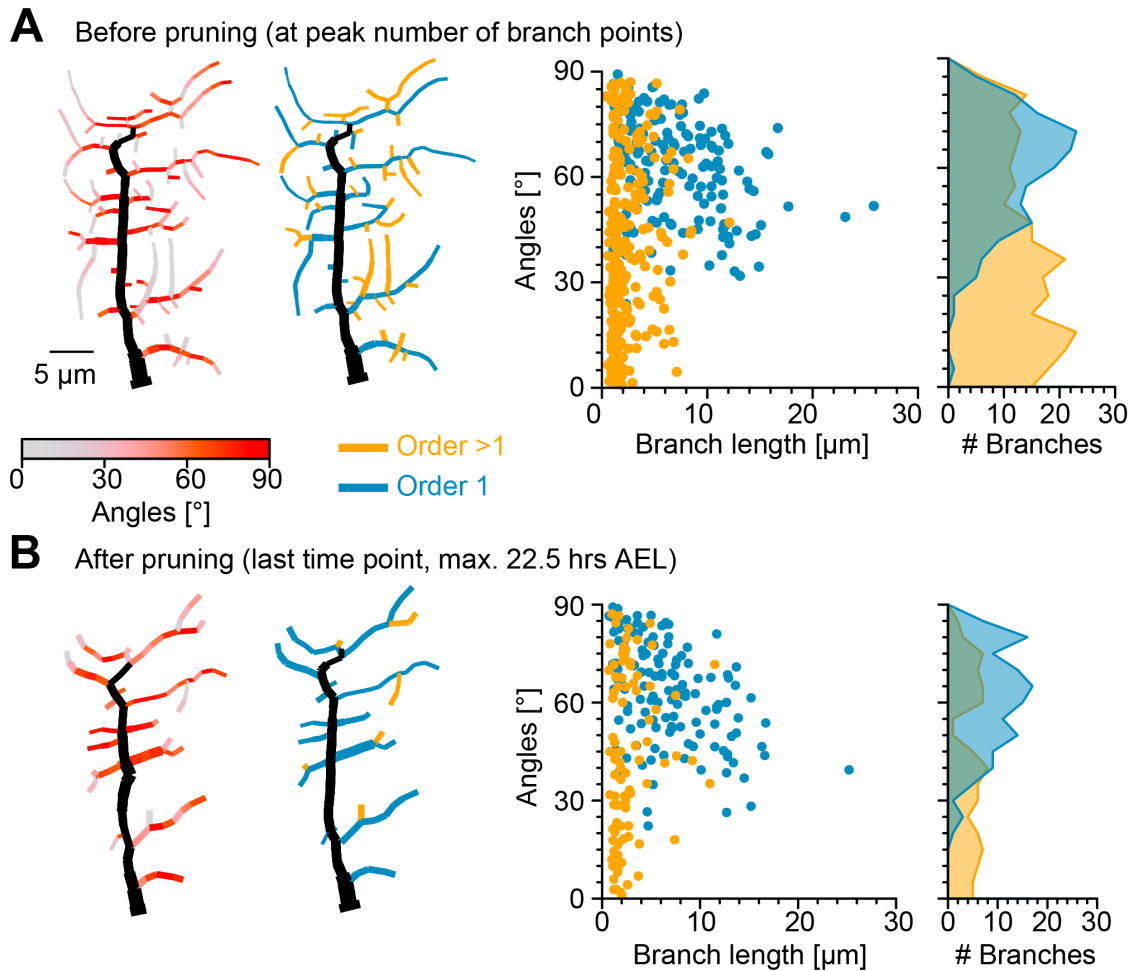 A Before pruning (at peak number of branch points)
90
60
30
0
Angles [°]
0 10 20 30
Branch length [µm]
0 10 20 30
# Branches
5 µm
0 30 60 90
Angles [°]
Order >1
Order 1
B After pruning (last time point, max. 22.5 hrs AEL)
90
60
30
0
Angles [°]
0 10 20 30
Branch length [µm]
0 10 20 30
# Branches